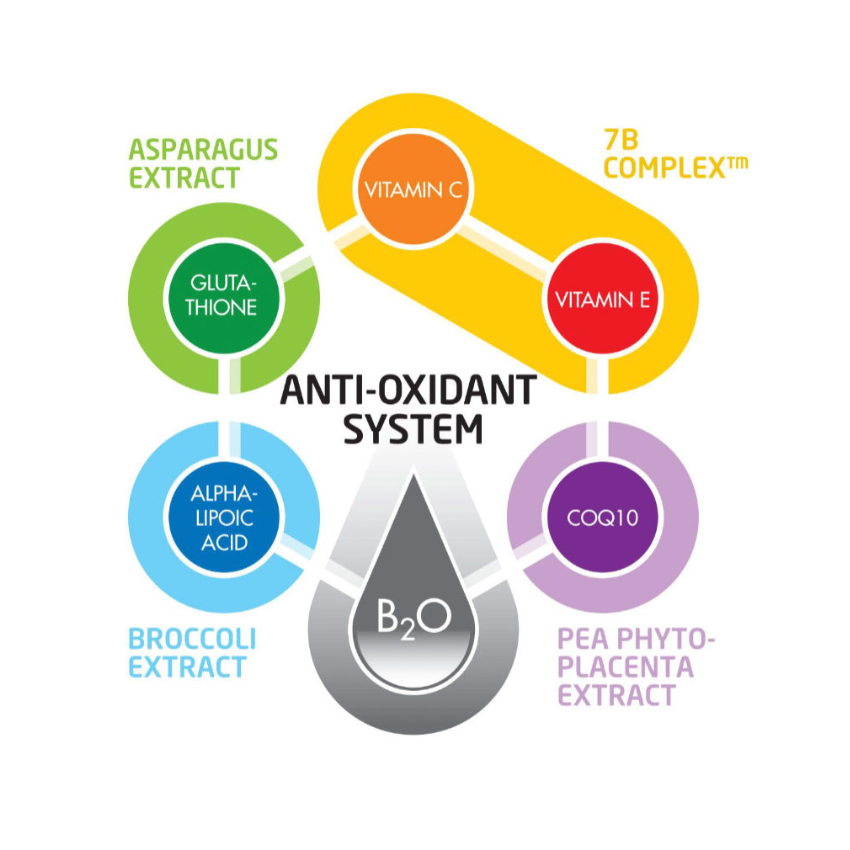 ASPARAGUS
EXTRACT
7B
COMPLEX™
VITAMIN C
GLUTA-
THIONE
VITAMIN E
ANTI-OXIDANT
SYSTEM
ALPHA-
LIPOIC
ACID
COQ10
B₂O
BROCCOLI
EXTRACT
PEA PHYTO-
PLACENTA
EXTRACT